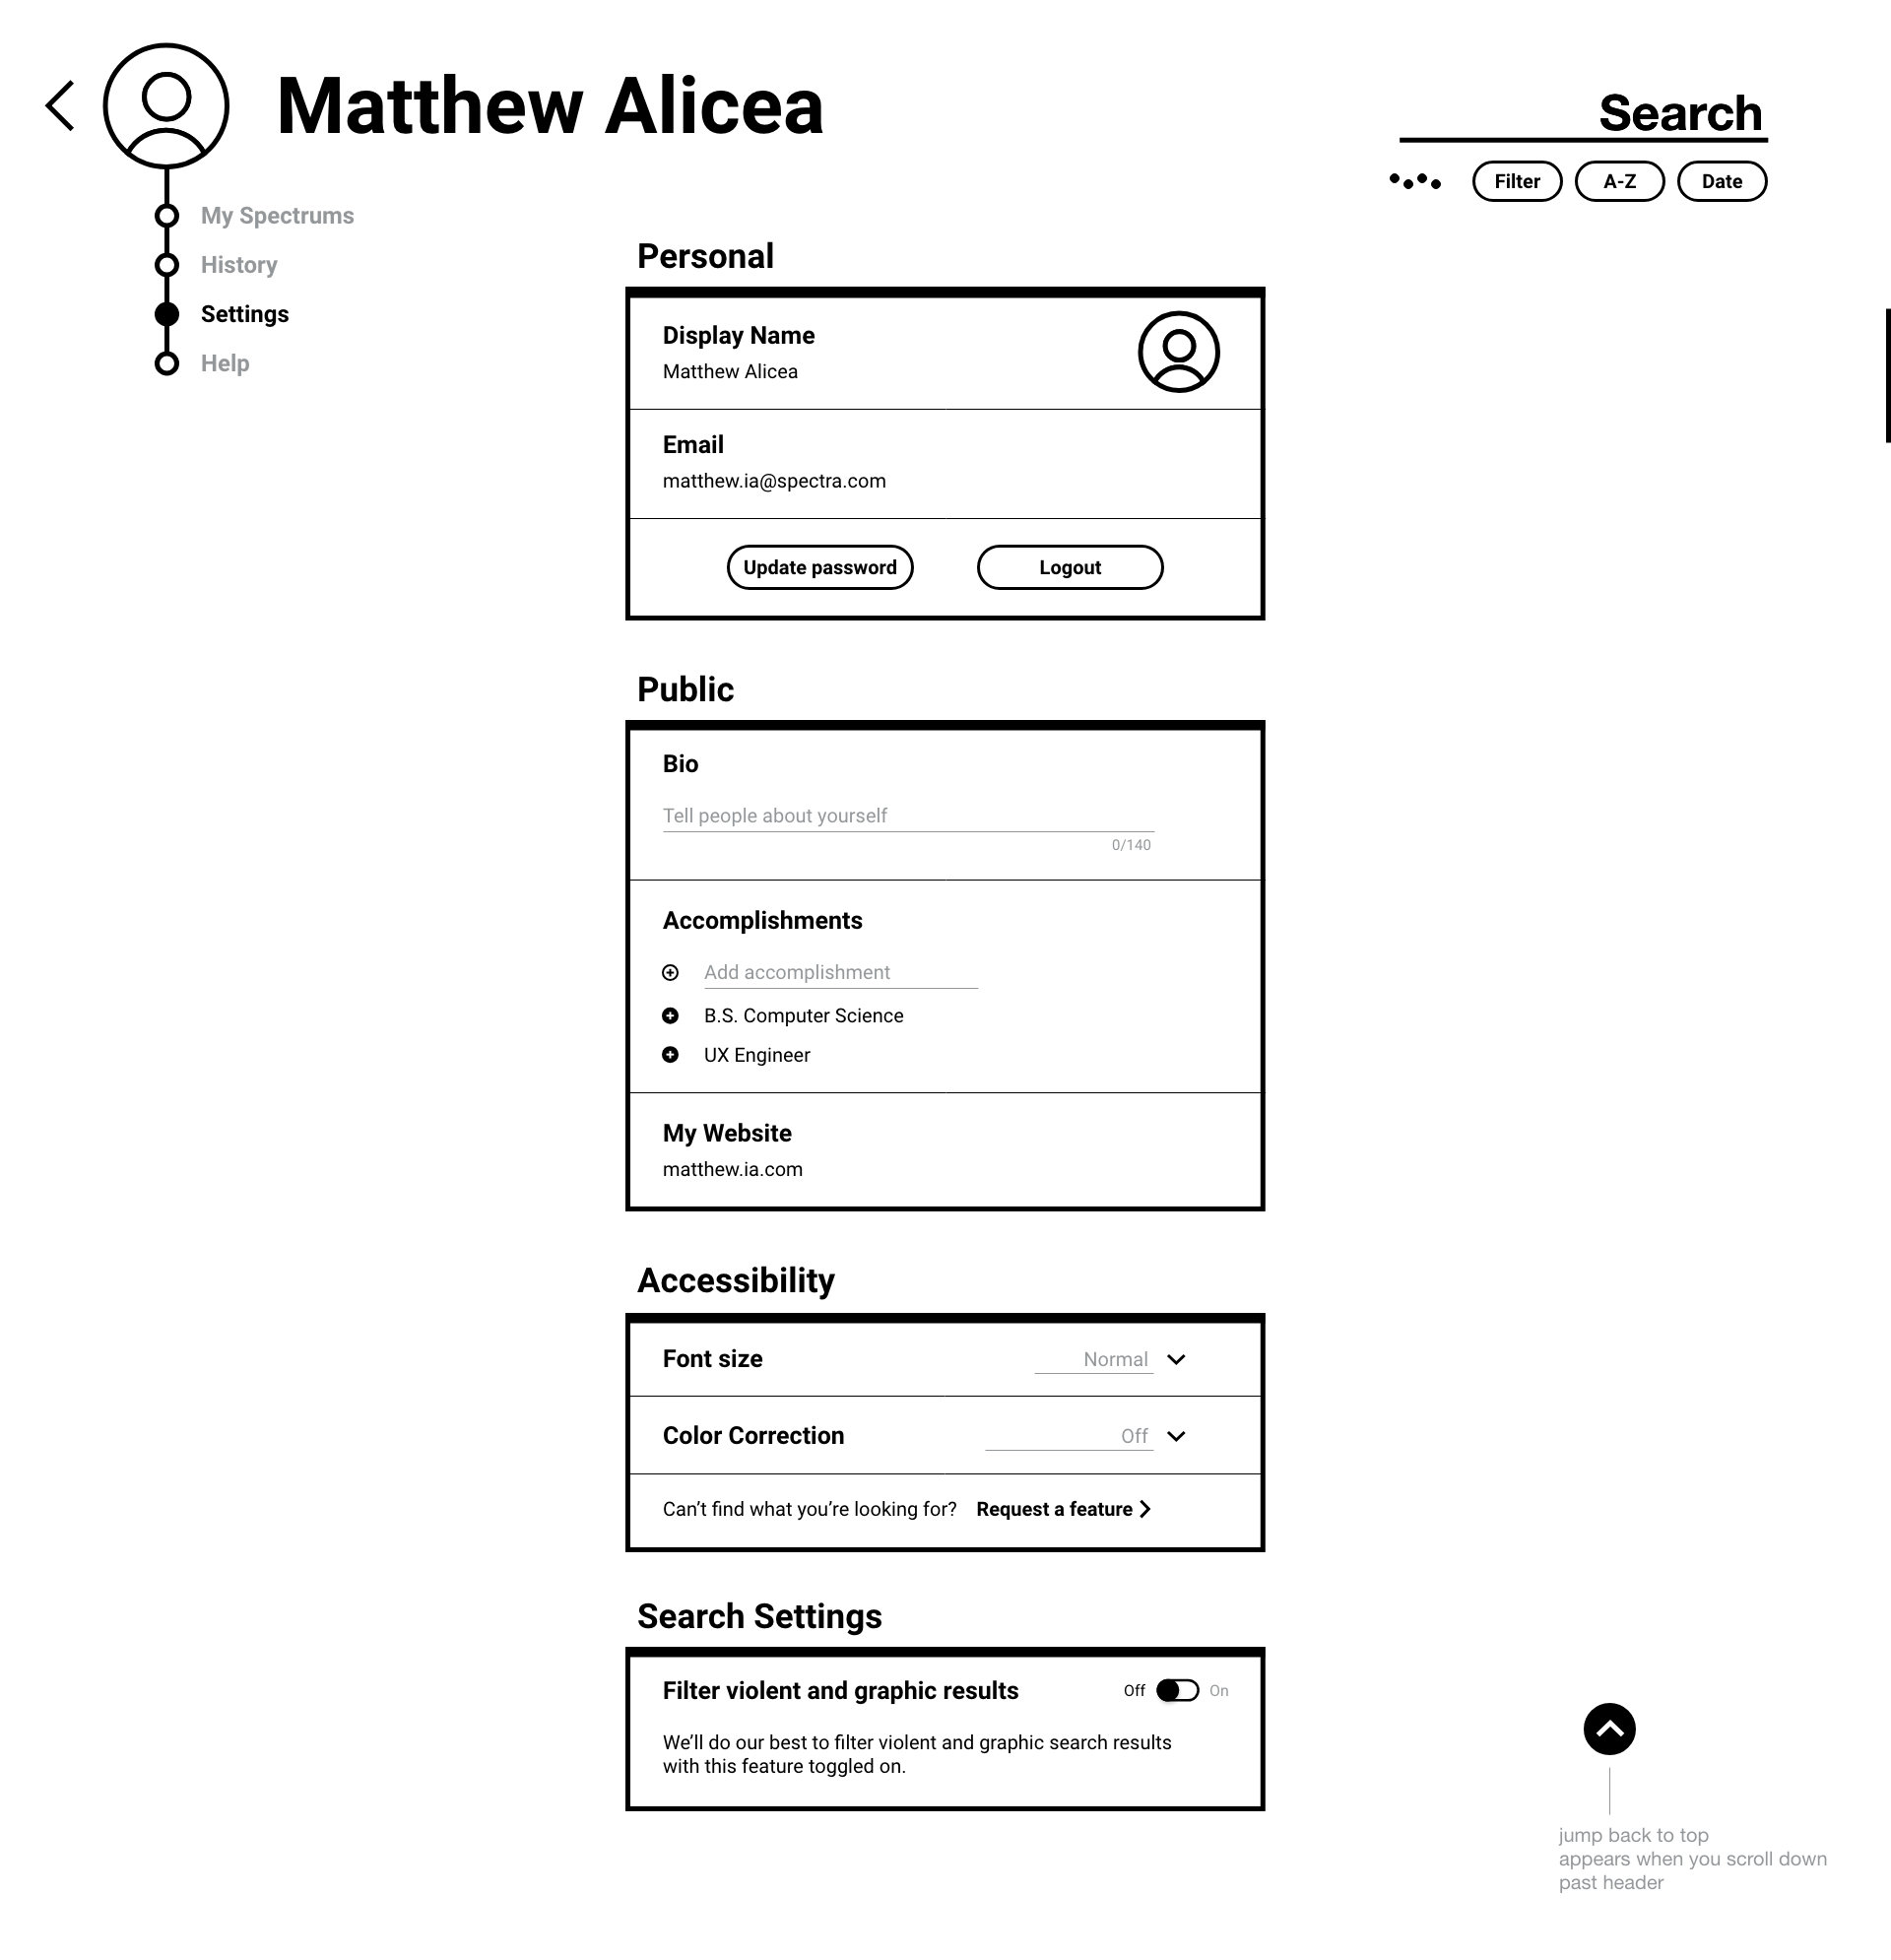 Matthew Alicea
Search
Filter
A-Z
Date
My Spectrums
History
Settings
Help
Personal
Display Name
Matthew Alicea
Email
matthew.ia@spectra.com
Update password
Logout
Public
Bio
Tell people about yourself
0/140
Accomplishments
Add accomplishment
B.S. Computer Science
UX Engineer
My Website
matthew.ia.com
Accessibility
Font size
Normal
Color Correction
Off
Can’t find what you’re looking for? Request a feature
Search Settings
Filter violent and graphic results
Off
On
We’ll do our best to filter violent and graphic search results
with this feature toggled on.
jump back to top
appears when you scroll down
past header